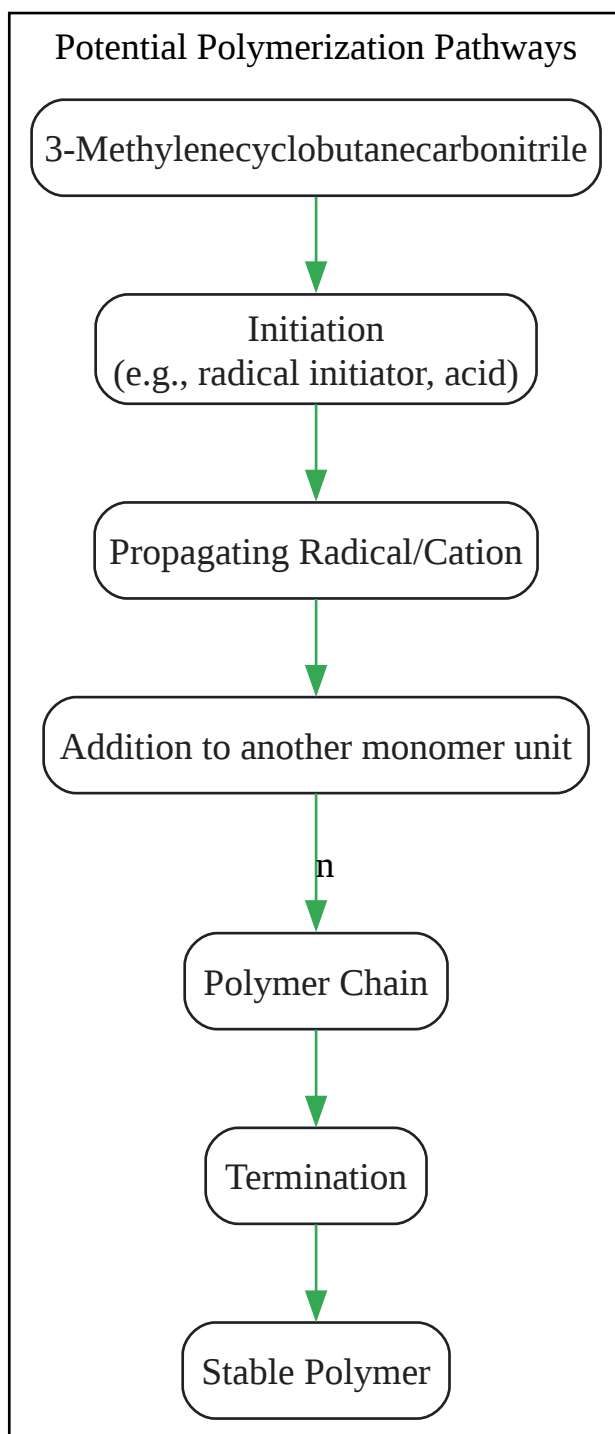 Potential Polymerization Pathways
3-Methylenecyclobutanecarbonitrile
Initiation
(e.g., radical initiator, acid)
Propagating Radical/Cation
Addition to another monomer unit
n
Polymer Chain
Termination
Stable Polymer